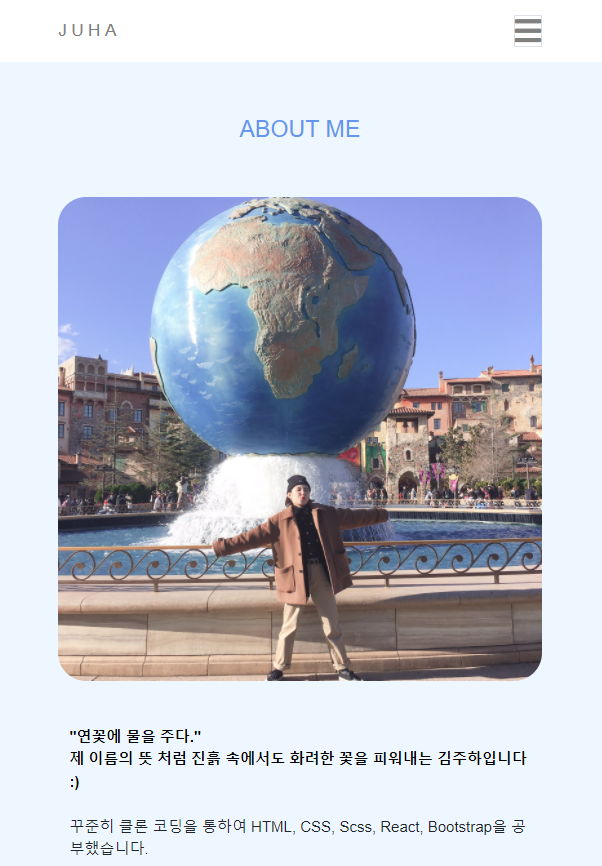 JUHA
ABOUT ME
"연꽃에 물을 주다."
제 이름의 뜻 처럼 진흙 속에서도 화려한 꽃을 피워내는 김주하입니다
:)
꾸준히 클론 코딩을 통하여 HTML, CSS, Scss, React, Bootstrap을 공
부했습니다.